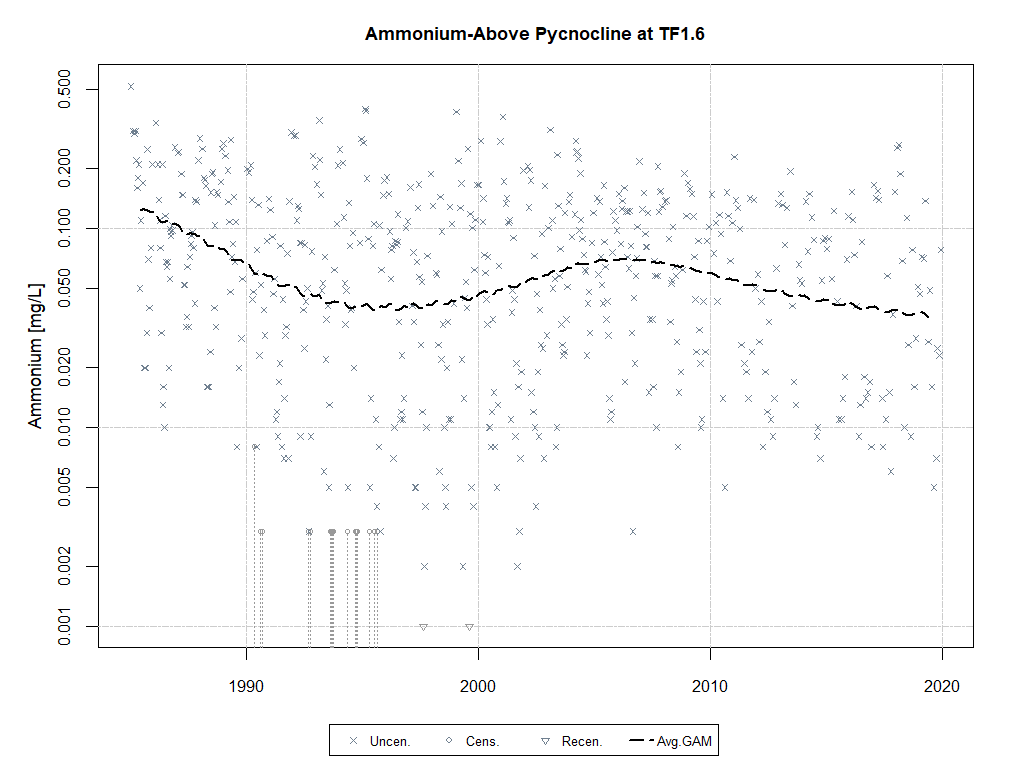 Ammonium-Above Pycnocline at TF1.6
Ammonium [mg/L]
0.500
0.200
0.100
0.050
0.020
0.010
0.005
0.002
0.001
1990
2000
2010
2020
Uncen.
Cens.
Recen.
Avg.GAM